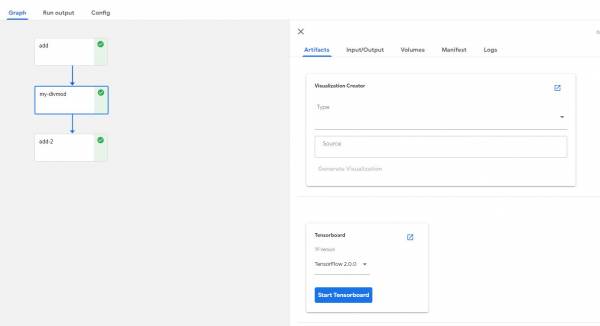 Graph Run output Config
add
my-divmod
add-2
Artifacts Input/Output Volumes Manifest Logs
Visualization Creator
Type
Source
Generate Visualization
Tensorboard
TF Version
TensorFlow 2.0.0
Start Tensorboard